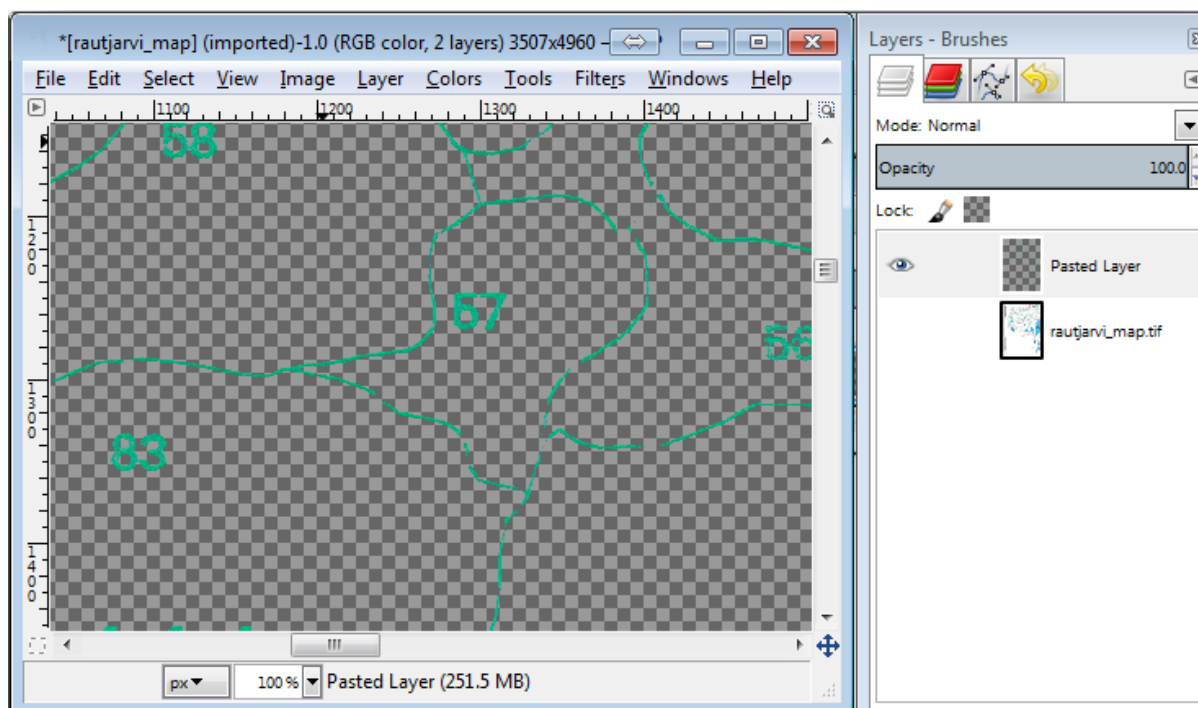 *[rautjarvi_map] (imported)-1.0 (RGB color, 2 layers) 3507x4960 –
File Edit Select View Image Layer Colors Tools Filters Windows Help
1100 1200 1300 1400
58
1200
67
56
1300
83
1400
px 100 % Pasted Layer (251.5 MB)
Layers - Brushes
Mode: Normal
Opacity 100.0
Lock:
Pasted Layer
rautjarvi_map.tif